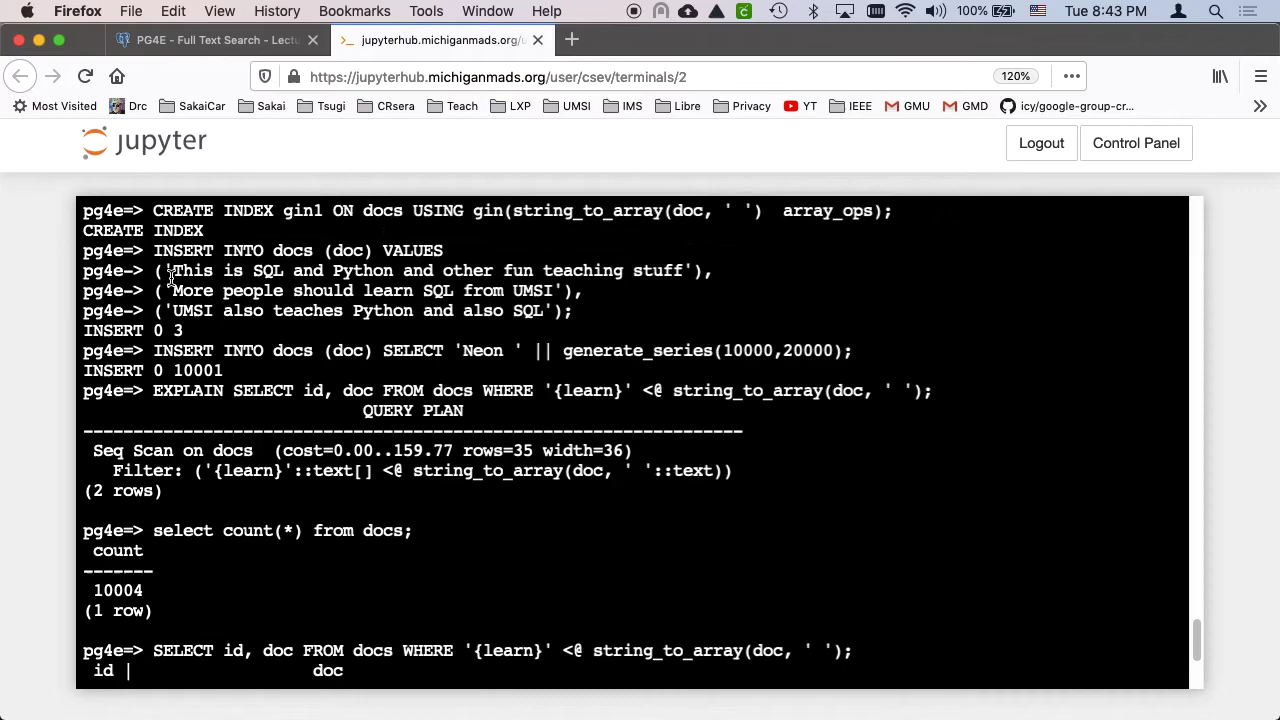 Firefox File Edit View History Bookmarks Tools Window Help 100% Tue 8:43 PM
PG4E - Full Text Search - Lectu
jupyterhub.michiganmads.org/u
https://jupyterhub.michiganmads.org/user/csev/terminals/2 120%
Most Visited Drc SakaiCar Sakai Tsugi CRsera Teach LXP UMSI IMS Libre Privacy YT IEEE GMU GMD icy/google-group-cr...
jupyter Logout Control Panel
pg4e=> CREATE INDEX gin1 ON docs USING gin(string_to_array(doc, ' ')  array_ops);
CREATE INDEX
pg4e=> INSERT INTO docs (doc) VALUES
pg4e-> ('This is SQL and Python and other fun teaching stuff'),
pg4e-> ('More people should learn SQL from UMSI'),
pg4e-> ('UMSI also teaches Python and also SQL');
INSERT 0 3
pg4e=> INSERT INTO docs (doc) SELECT 'Neon ' || generate_series(10000,20000);
INSERT 0 10001
pg4e=> EXPLAIN SELECT id, doc FROM docs WHERE '{learn}' <@ string_to_array(doc, ' ');
QUERY PLAN
------------------------------------------------------------------
Seq Scan on docs  (cost=0.00..159.77 rows=35 width=36)
Filter: ('{learn}'::text[] <@ string_to_array(doc, ' '::text))
(2 rows)
pg4e=> select count(*) from docs;
count
-------
10004
(1 row)
pg4e=> SELECT id, doc FROM docs WHERE '{learn}' <@ string_to_array(doc, ' ');
id |                  doc